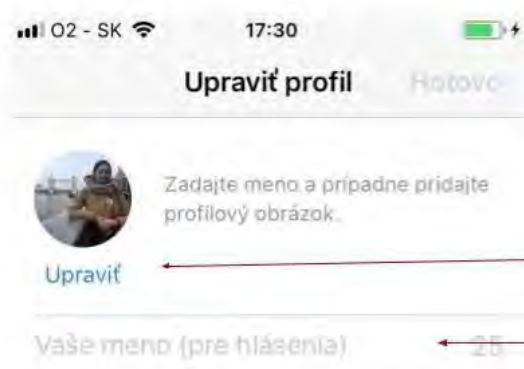 O2 - SK 17:30
Upraviť profil Hotovo
Zadajte meno a prípadne pridajte
profilový obrázok.
Upraviť
Vaše meno (pre hlásenia) 25